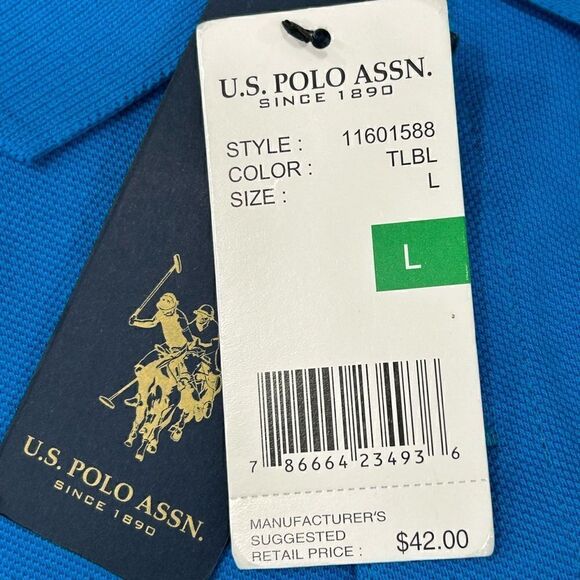 U.S. POLO ASSN.
SINCE 1890
STYLE : 11601588
COLOR : TLBL
SIZE : L
L
7 86664 23493 6
MANUFACTURER'S
SUGGESTED
RETAIL PRICE : $42.00
U.S. POLO ASSN.
SINCE 1890